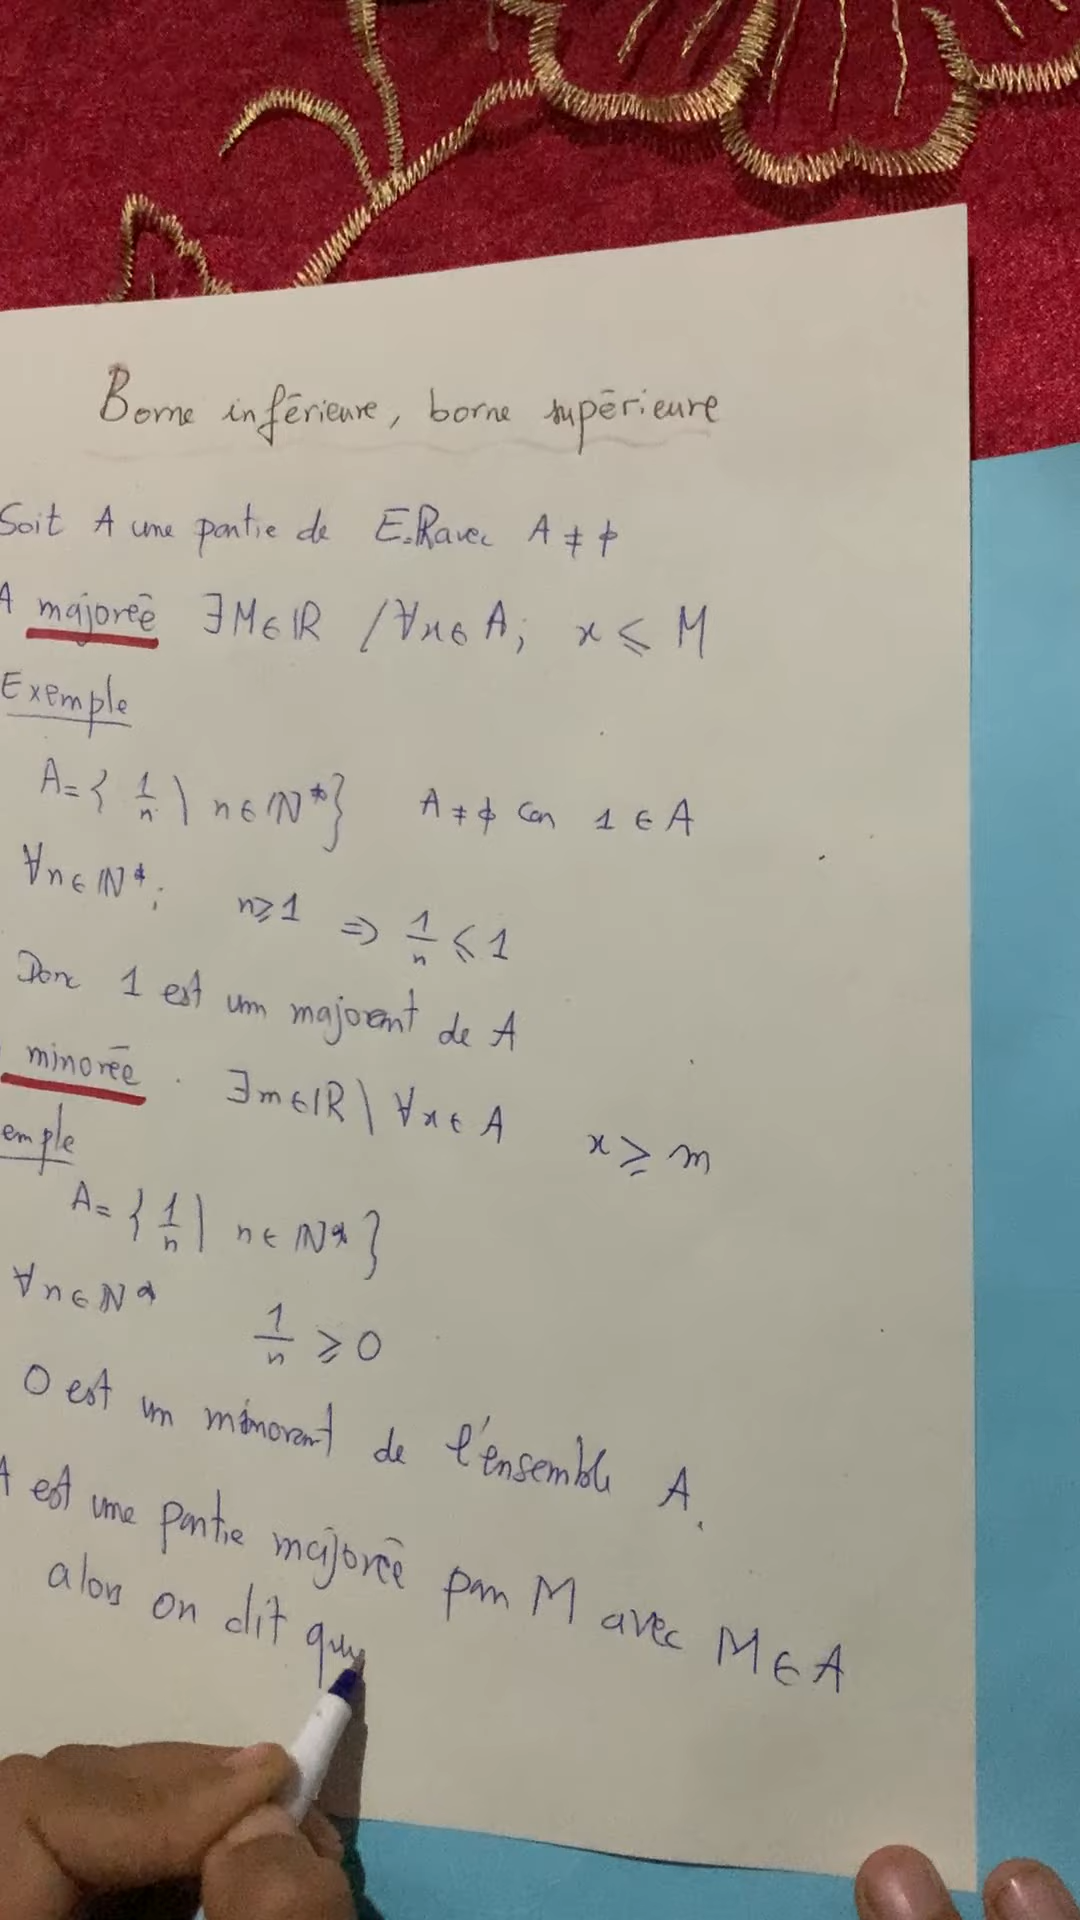 Borne inférieure, borne supérieure
Soit A une partie de E=ℝ avec A ≠ ϕ
A majorée ∃M∈ℝ /∀x∈A; x ⩽ M
Exemple
A={ 1/n \ n∈ℕ*} A≠ϕ car 1 ∈ A
∀n∈ℕ*; n⩾1 ⇒ 1/n ⩽ 1
Donc 1 est um majorant de A
minorée . ∃m∈ℝ \ ∀x∈A x ⩾ m
emple
A= { 1/n | n∈ ℕ* }
∀n∈ℕ* 1/n ⩾ 0
0 est um minorant de l'ensemble A.
A est une partie majorée par M avec M∈A
alors on dit que